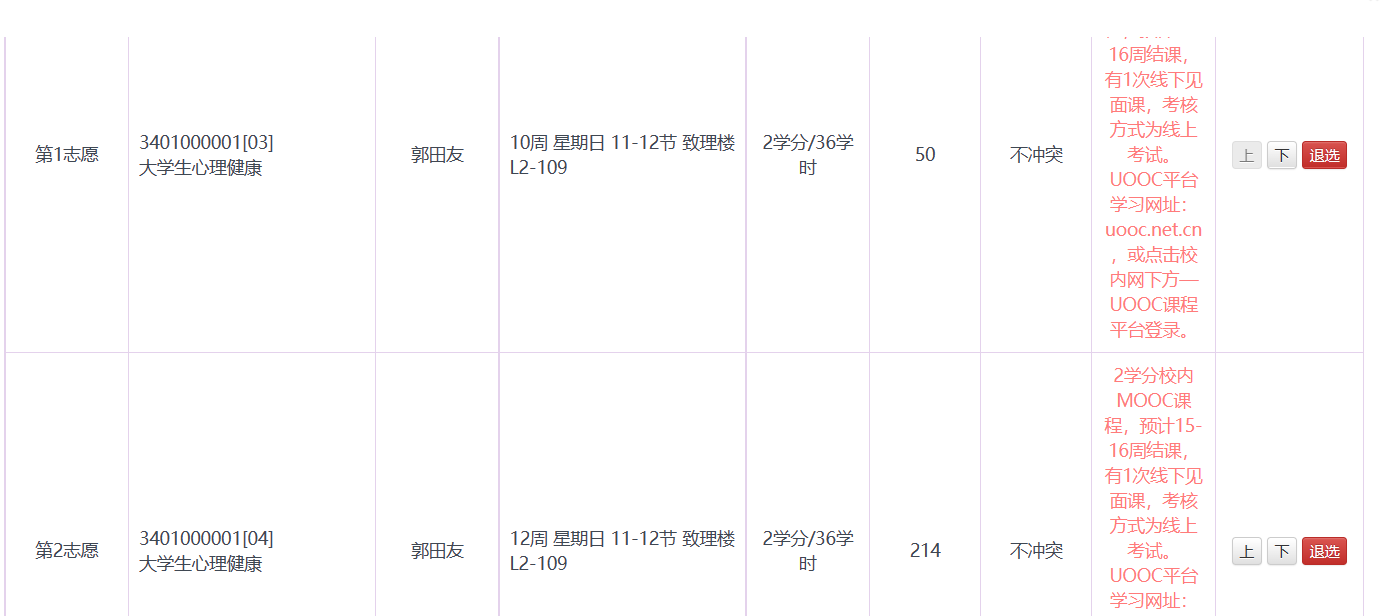 第1志愿
3401000001[03]
大学生心理健康
郭田友
10周 星期日 11-12节 致理楼
L2-109
2学分/36学
时
50
不冲突
16周结课，
有1次线下见
面课，考核
方式为线上
考试。
UOOC平台
学习网址：
uooc.net.cn
，或点击校
内网下方—
UOOC课程
平台登录。
上
下
退选
第2志愿
3401000001[04]
大学生心理健康
郭田友
12周 星期日 11-12节 致理楼
L2-109
2学分/36学
时
214
不冲突
2学分校内
MOOC课
程，预计15-
16周结课，
有1次线下见
面课，考核
方式为线上
考试。
UOOC平台
学习网址：
上
下
退选